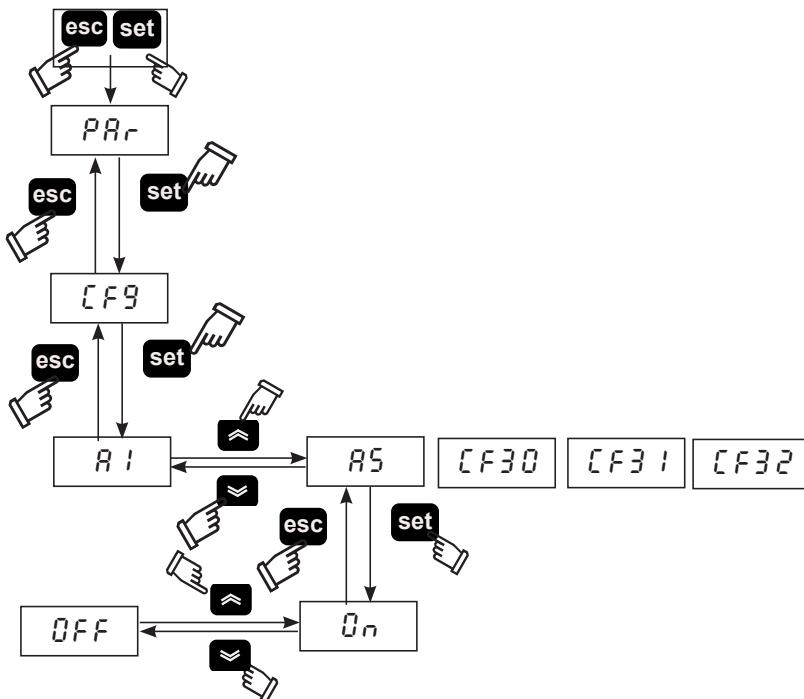 esc set
PAr
set
esc
CF9
set
esc
A1 A5 CF30 CF31 CF32
esc set
OFF On